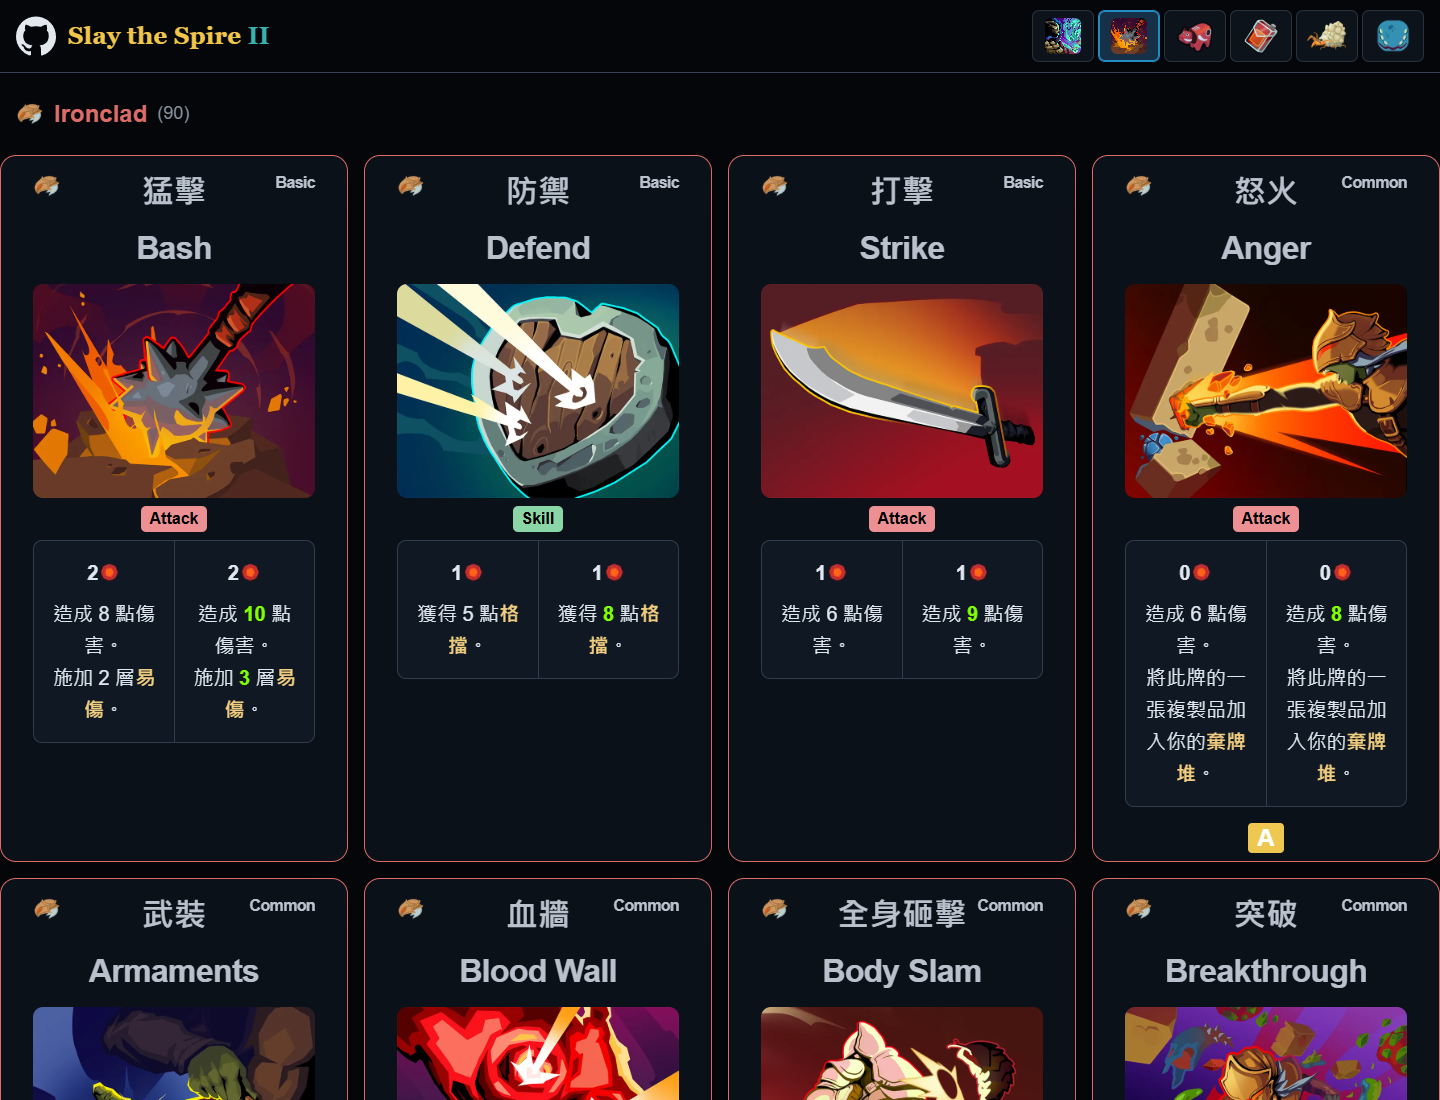 Slay the Spire II
Ironclad (90)
猛擊
Basic
Bash
Attack
2
造成 8 點傷
害。
施加 2 層易
傷。
2
造成 10 點
傷害。
施加 3 層易
傷。
防禦
Basic
Defend
Skill
1
獲得 5 點格
擋。
1
獲得 8 點格
擋。
打擊
Basic
Strike
Attack
1
造成 6 點傷
害。
1
造成 9 點傷
害。
怒火
Common
Anger
Attack
0
造成 6 點傷
害。
將此牌的一
張複製品加
入你的棄牌
堆。
0
造成 8 點傷
害。
將此牌的一
張複製品加
入你的棄牌
堆。
A
武裝
Common
Armaments
血牆
Common
Blood Wall
全身砸擊
Common
Body Slam
突破
Common
Breakthrough